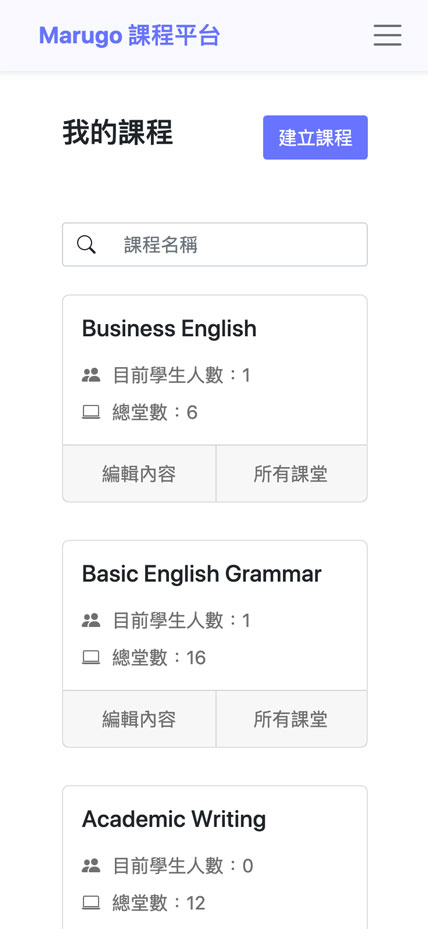 Marugo 課程平台
我的課程
建立課程
課程名稱
Business English
目前學生人數：1
總堂數：6
編輯內容
所有課堂
Basic English Grammar
目前學生人數：1
總堂數：16
編輯內容
所有課堂
Academic Writing
目前學生人數：0
總堂數：12